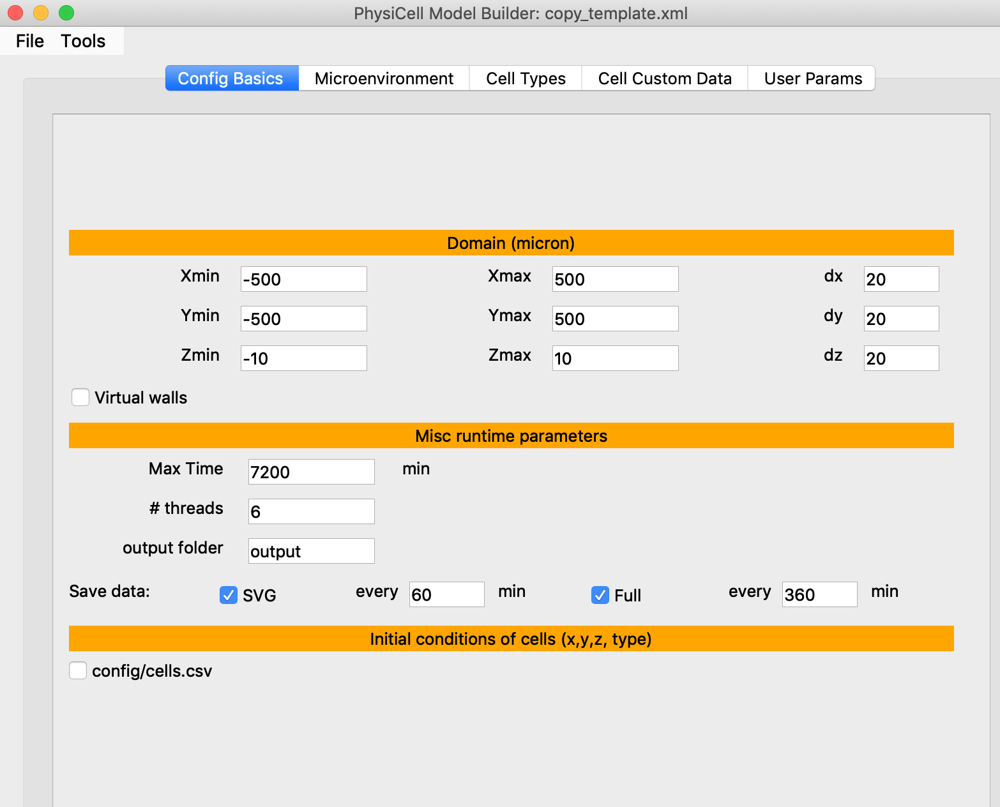 PhysiCell Model Builder: copy_template.xml
File Tools
Config Basics Microenvironment Cell Types Cell Custom Data User Params
Domain (micron)
Xmin -500 Xmax 500 dx 20
Ymin -500 Ymax 500 dy 20
Zmin -10 Zmax 10 dz 20
Virtual walls
Misc runtime parameters
Max Time 7200 min
# threads 6
output folder output
Save data: SVG every 60 min Full every 360 min
Initial conditions of cells (x,y,z, type)
config/cells.csv